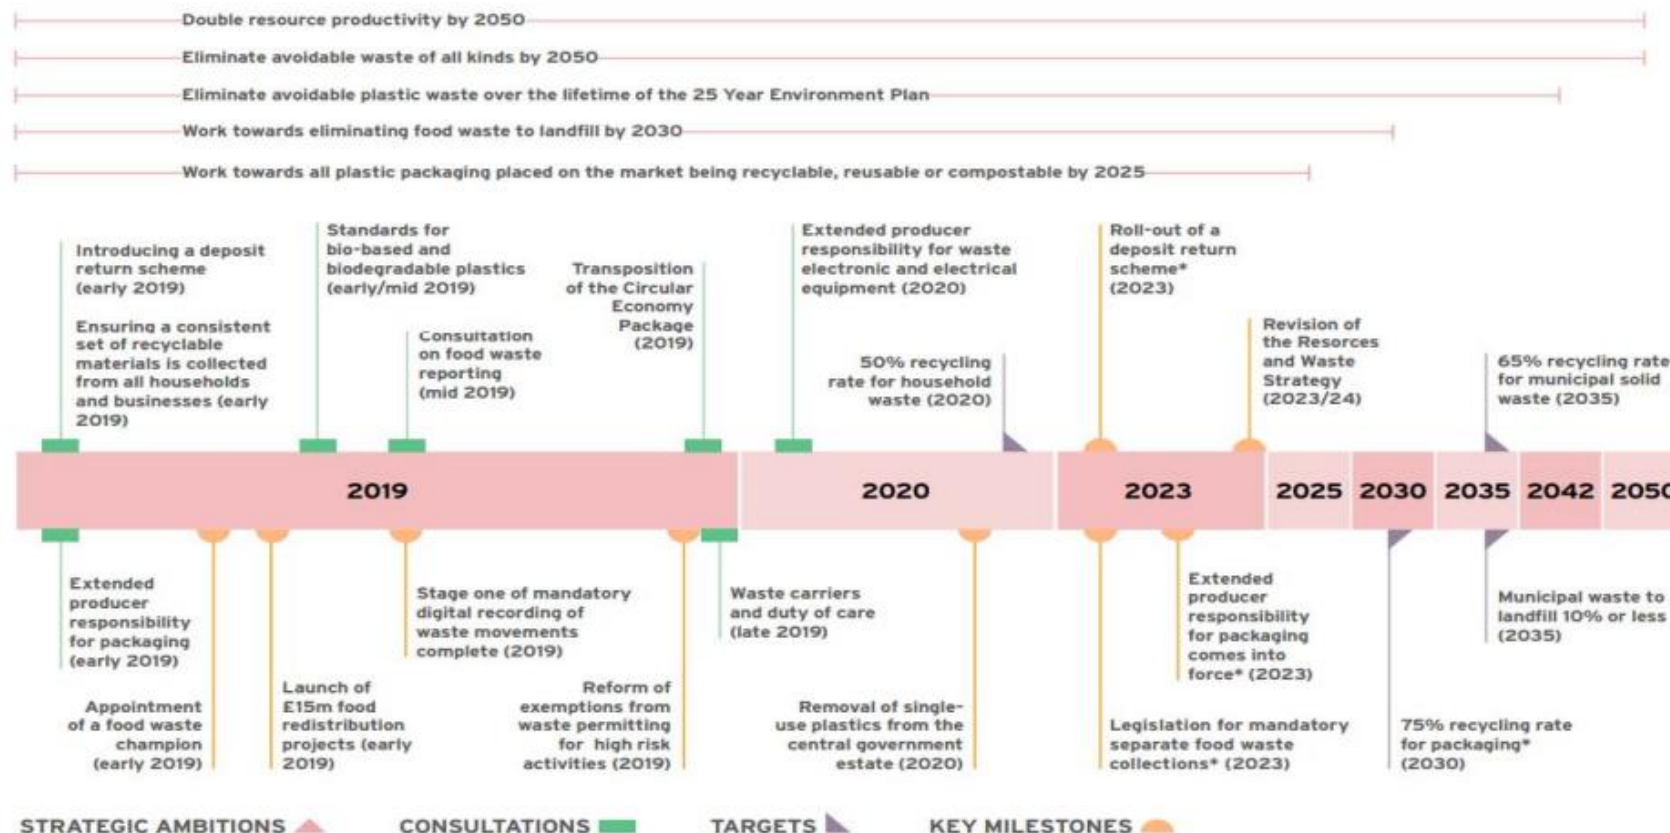 Double resource productivity by 2050
Eliminate avoidable waste of all kinds by 2050
Eliminate avoidable plastic waste over the lifetime of the 25 Year Environment Plan
Work towards eliminating food waste to landfill by 2030
Work towards all plastic packaging placed on the market being recyclable, reusable or compostable by 2025
Introducing a deposit
return scheme
(early 2019)
Ensuring a consistent
set of recyclable
materials is collected
from all households
and businesses (early
2019)
Standards for
bio-based and
biodegradable plastics
(early/mid 2019)
Consultation
on food waste
reporting
(mid 2019)
Transposition
of the Circular
Economy
Package
(2019)
Extended producer
responsibility for waste
electronic and electrical
equipment (2020)
50% recycling
rate for household
waste (2020)
Roll-out of a
deposit return
scheme*
(2023)
Revision of
the Resorces
and Waste
Strategy
(2023/24)
65% recycling rate
for municipal solid
waste (2035)
2019
2020
2023
2025
2030
2035
2042
2050
Extended
producer
responsibility
for packaging
(early 2019)
Appointment
of a food waste
champion
(early 2019)
Launch of
£15m food
redistribution
projects (early
2019)
Stage one of mandatory
digital recording of
waste movements
complete (2019)
Reform of
exemptions from
waste permitting
for high risk
activities (2019)
Waste carriers
and duty of care
(late 2019)
Removal of single-
use plastics from the
central government
estate (2020)
Extended
producer
responsibility
for packaging
comes into
force* (2023)
Legislation for mandatory
separate food waste
collections* (2023)
75% recycling rate
for packaging*
(2030)
Municipal waste to
landfill 10% or less
(2035)
STRATEGIC AMBITIONS
CONSULTATIONS
TARGETS
KEY MILESTONES